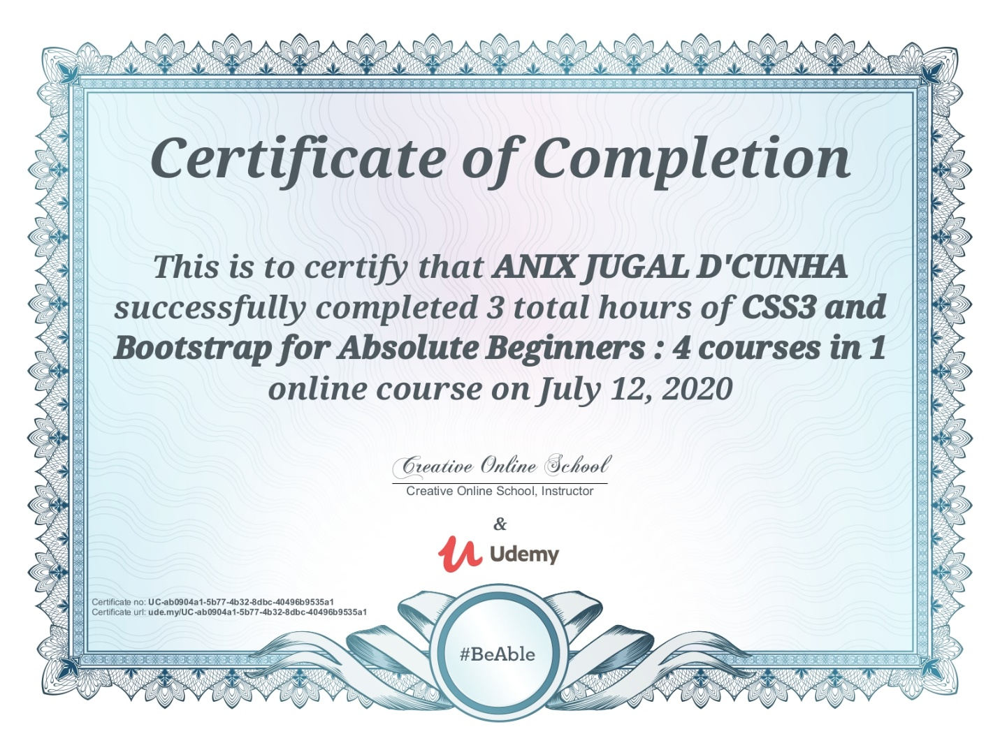 Certificate of Completion
This is to certify that ANIX JUGAL D'CUNHA
successfully completed 3 total hours of CSS3 and
Bootstrap for Absolute Beginners : 4 courses in 1
online course on July 12, 2020
Creative Online School
Creative Online School, Instructor
&
Udemy
Certificate no: UC-ab0904a1-5b77-4b32-8dbc-40496b9535a1
Certificate url: ude.my/UC-ab0904a1-5b77-4b32-8dbc-40496b9535a1
#BeAble